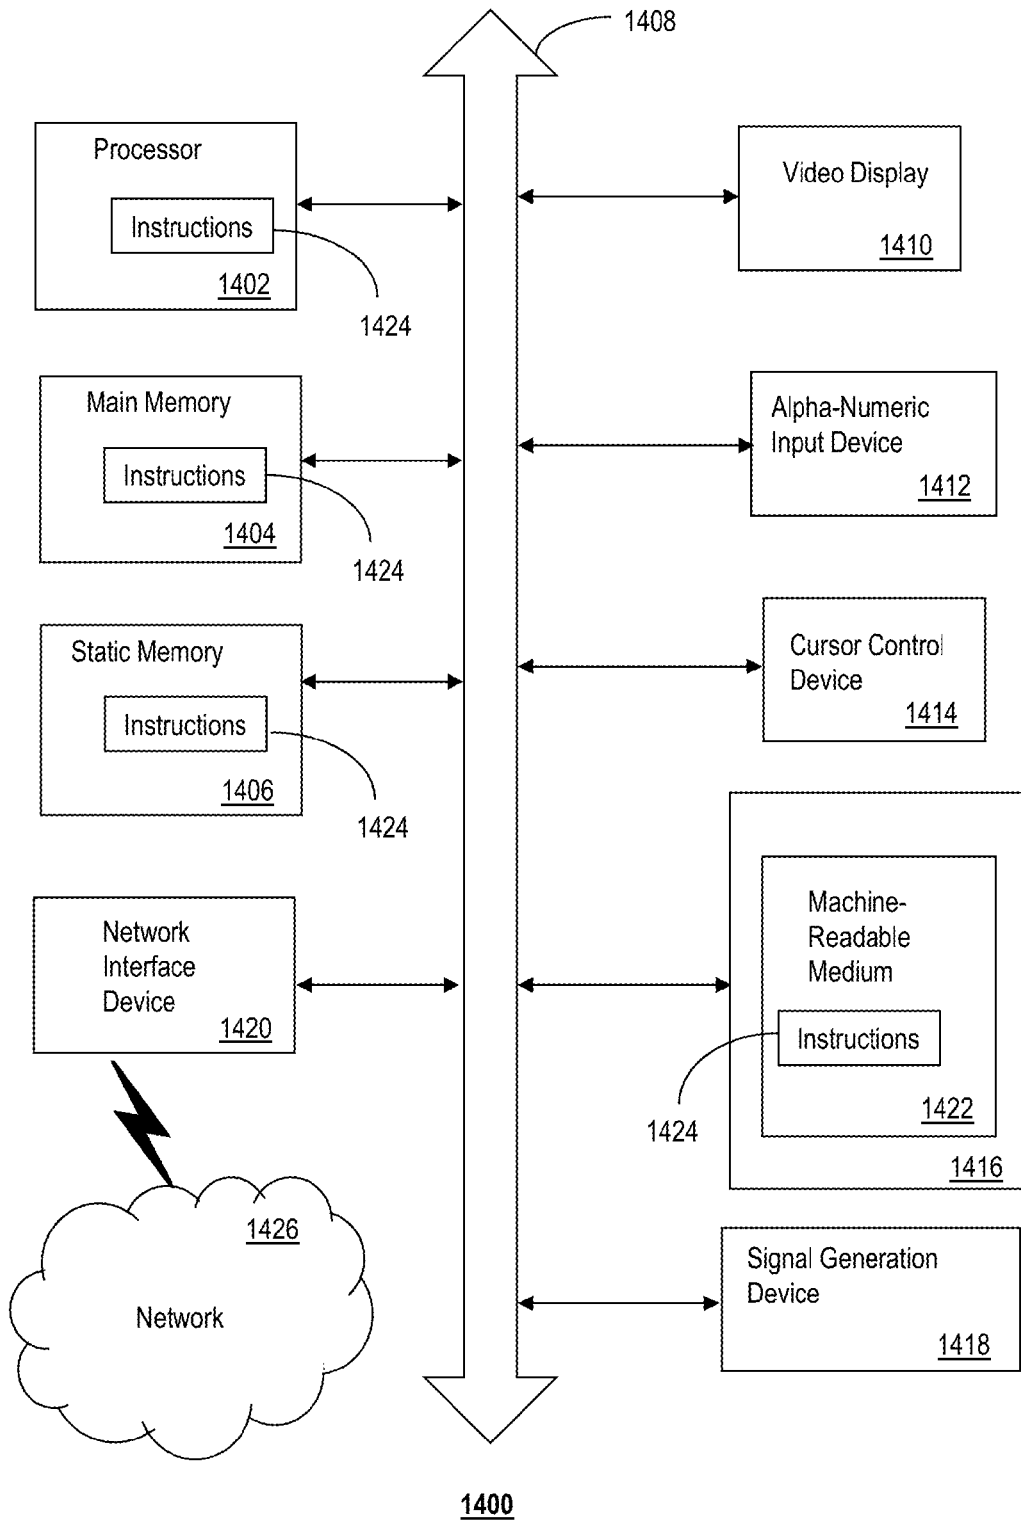 1408
Processor
Instructions
1402
1424
Video Display
1410
Main Memory
Instructions
1404
1424
Alpha-Numeric
Input Device
1412
Static Memory
Instructions
1406
1424
Cursor Control
Device
1414
Network
Interface
Device
1420
Machine-
Readable
Medium
Instructions
1424
1422
1416
1426
Network
Signal Generation
Device
1418
1400